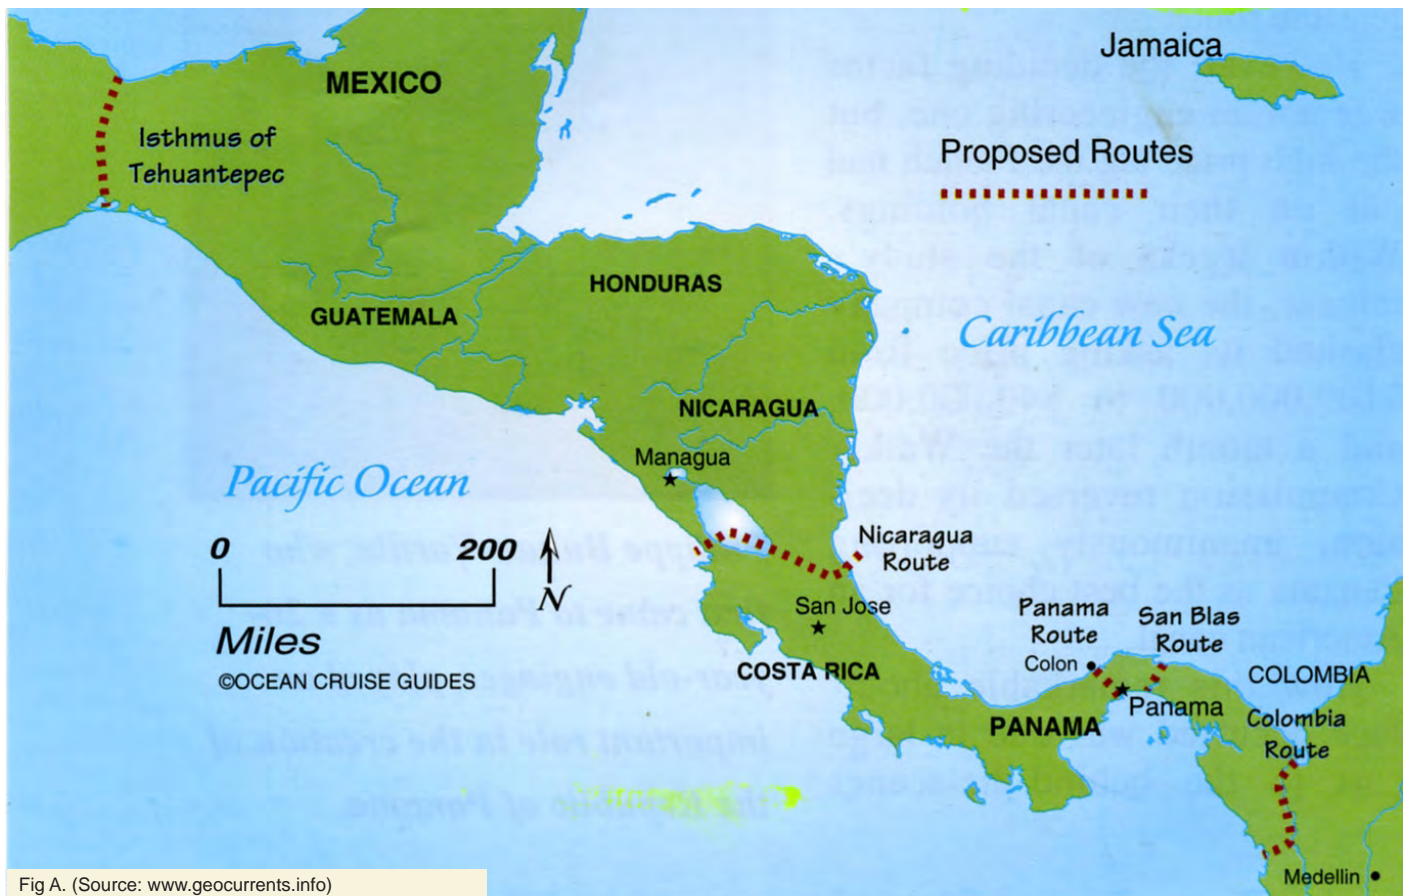 Jamaica
MEXICO
Isthmus of
Tehuantepec
Proposed Routes
HONDURAS
GUATEMALA
Caribbean Sea
NICARAGUA
Managua
Pacific Ocean
0 200
N
Miles
©OCEAN CRUISE GUIDES
Nicaragua
Route
San Jose
COSTA RICA
Panama
Route
San Blas
Route
Colon
COLOMBIA
Panama
PANAMA
Colombia
Route
Medellin
Fig A. (Source: www.geocurrents.info)